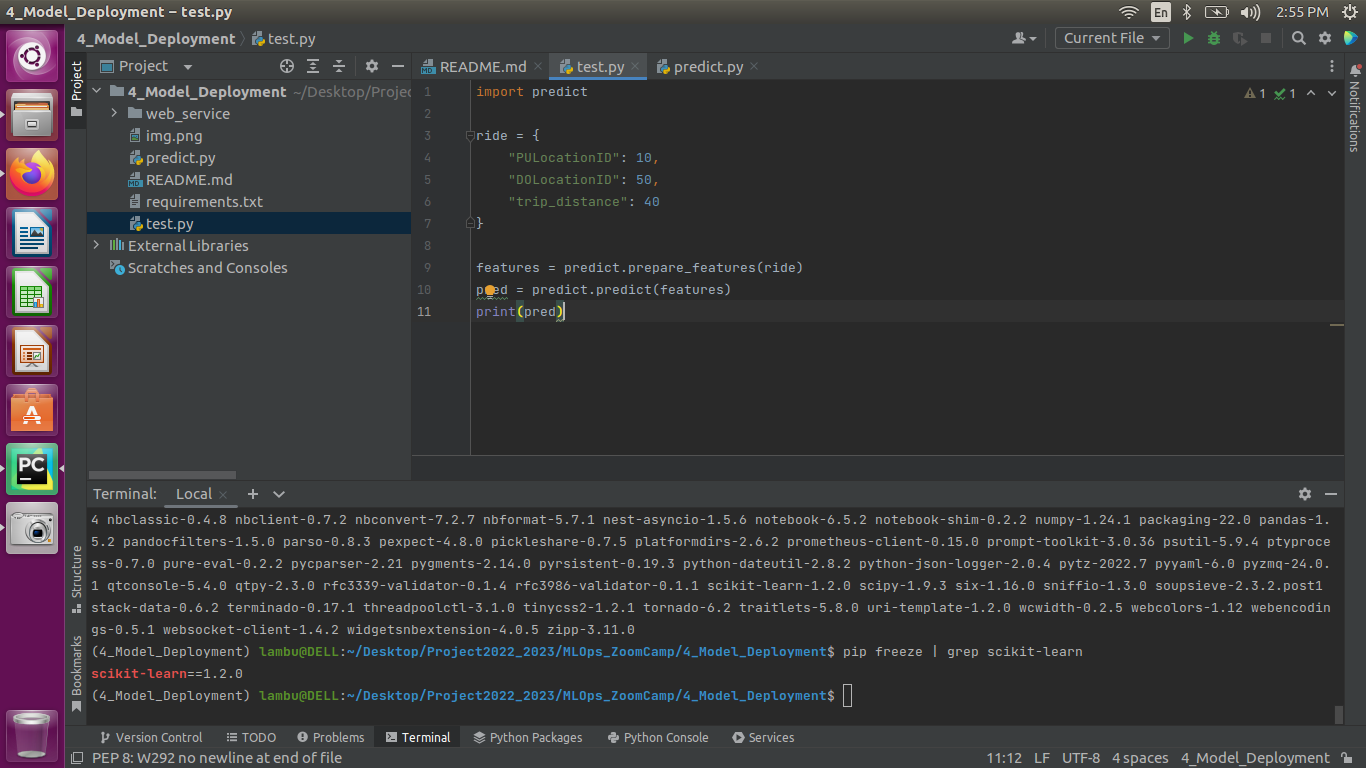 4_Model_Deployment – test.py
En
2:55 PM
4_Model_Deployment
test.py
Current File
Project
Project
README.md
test.py
predict.py
Notifications
4_Model_Deployment ~/Desktop/Projec
web_service
img.png
predict.py
README.md
requirements.txt
test.py
External Libraries
Scratches and Consoles
1 import predict
1 1
2
3 ride = {
4 "PULocationID": 10,
5 "DOLocationID": 50,
6 "trip_distance": 40
7 }
8
9 features = predict.prepare_features(ride)
10 pred = predict.predict(features)
11 print(pred)
PC
Terminal:
Local
4 nbclassic-0.4.8 nbclient-0.7.2 nbconvert-7.2.7 nbformat-5.7.1 nest-asyncio-1.5.6 notebook-6.5.2 notebook-shim-0.2.2 numpy-1.24.1 packaging-22.0 pandas-1.
5.2 pandocfilters-1.5.0 parso-0.8.3 pexpect-4.8.0 pickleshare-0.7.5 platformdirs-2.6.2 prometheus-client-0.15.0 prompt-toolkit-3.0.36 psutil-5.9.4 ptyproce
ss-0.7.0 pure-eval-0.2.2 pycparser-2.21 pygments-2.14.0 pyrsistent-0.19.3 python-dateutil-2.8.2 python-json-logger-2.0.4 pytz-2022.7 pyyaml-6.0 pyzmq-24.0.
1 qtconsole-5.4.0 qtpy-2.3.0 rfc3339-validator-0.1.4 rfc3986-validator-0.1.1 scikit-learn-1.2.0 scipy-1.9.3 six-1.16.0 sniffio-1.3.0 soupsieve-2.3.2.post1
stack-data-0.6.2 terminado-0.17.1 threadpoolctl-3.1.0 tinycss2-1.2.1 tornado-6.2 traitlets-5.8.0 uri-template-1.2.0 wcwidth-0.2.5 webcolors-1.12 webencodin
gs-0.5.1 websocket-client-1.4.2 widgetsnbextension-4.0.5 zipp-3.11.0
(4_Model_Deployment) lambu@DELL:~/Desktop/Project2022_2023/MLOps_ZoomCamp/4_Model_Deployment$ pip freeze | grep scikit-learn
scikit-learn==1.2.0
(4_Model_Deployment) lambu@DELL:~/Desktop/Project2022_2023/MLOps_ZoomCamp/4_Model_Deployment$
Structure
Bookmarks
Version Control
TODO
Problems
Terminal
Python Packages
Python Console
Services
PEP 8: W292 no newline at end of file
11:12
LF
UTF-8
4 spaces
4_Model_Deployment